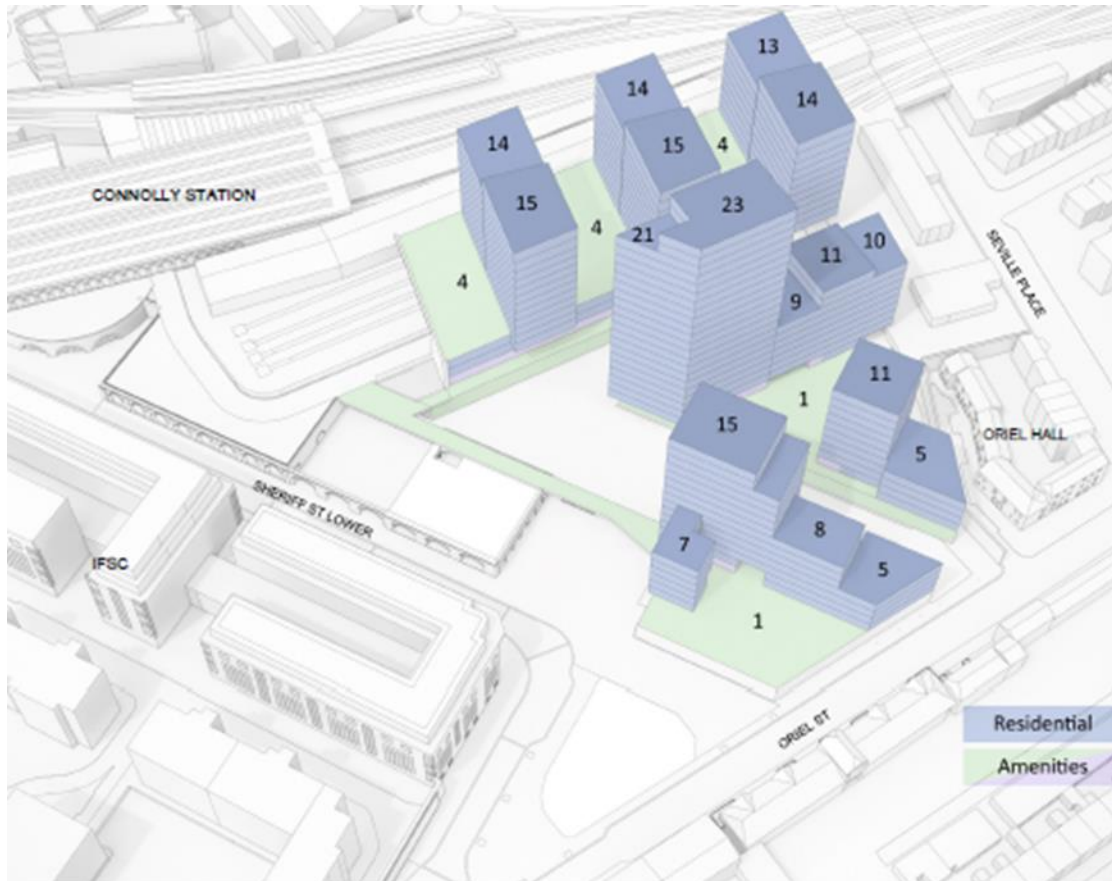 13
14
14
14
15
4
CONNOLLY STATION
15
4
23
21
11
10
SEVILLE PLACE
4
9
11
1
15
5
ORIEL HALL
SHERIFF ST LOWER
8
7
IFSC
5
1
ORIEL ST
Residential
Amenities